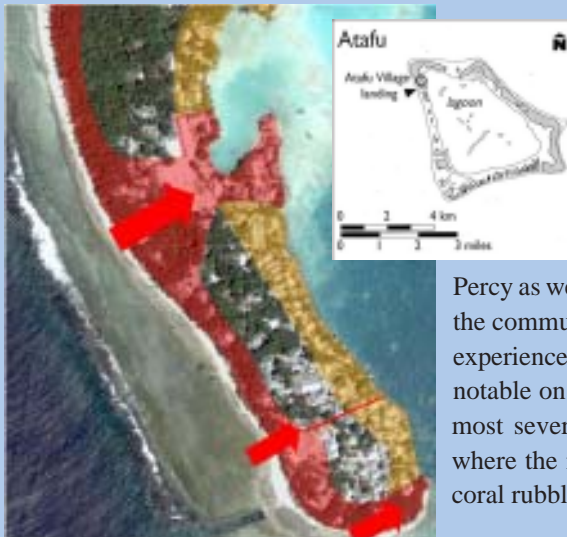 Atafu
N
Atafu Village
landing
lagoon
0 2 4 km
0 1 2 3 miles
Percy as we
the commu
experience
notable on
most sever
where the
coral rubbl